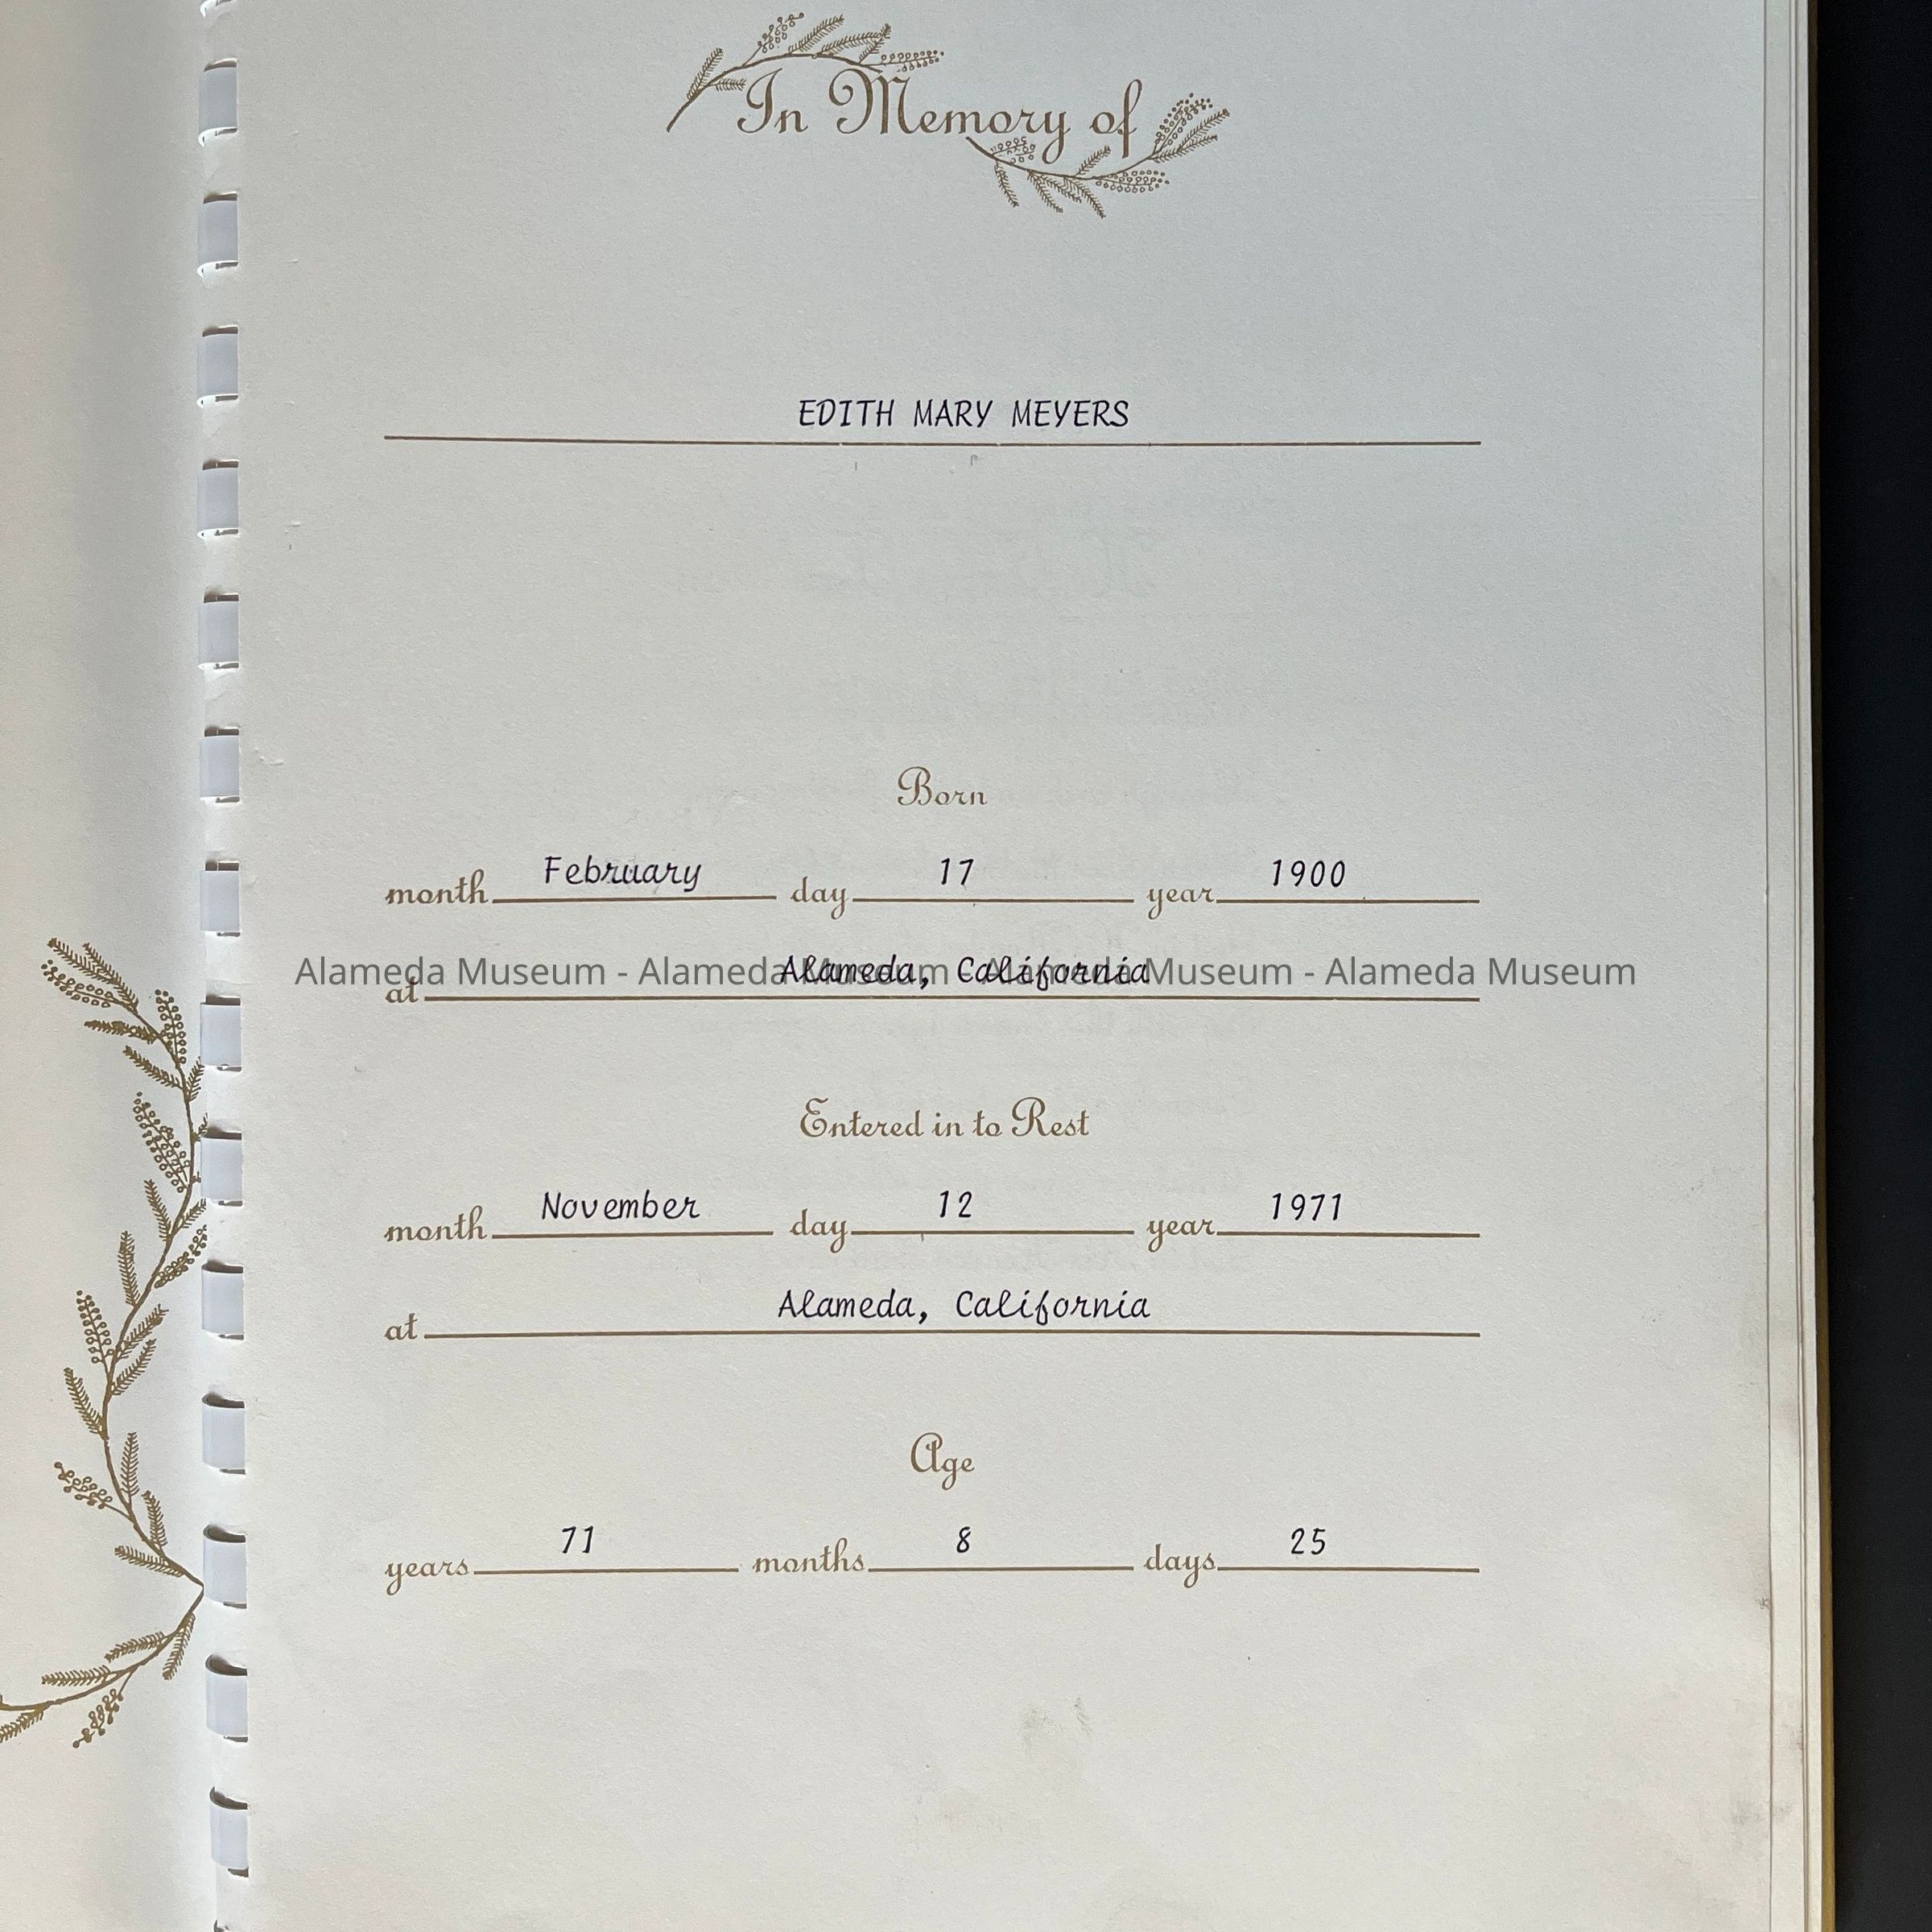 In Memory of
EDITH MARY MEYERS
Born
month February day 17 year 1900
Alameda Museum - Alameda Museum - Alameda Museum - Alameda Museum
at Alameda, California
Entered in to Rest
month November day 12 year 1971
at Alameda, California
Age
years 71 months 8 days 25